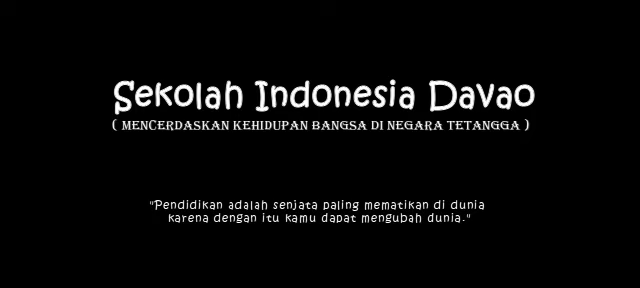 Sekolah Indonesia Davao
( MENCERDASKAN KEHIDUPAN BANGSA DI NEGARA TETANGGA )
"Pendidikan adalah senjata paling mematikan di dunia
karena dengan itu kamu dapat mengubah dunia."